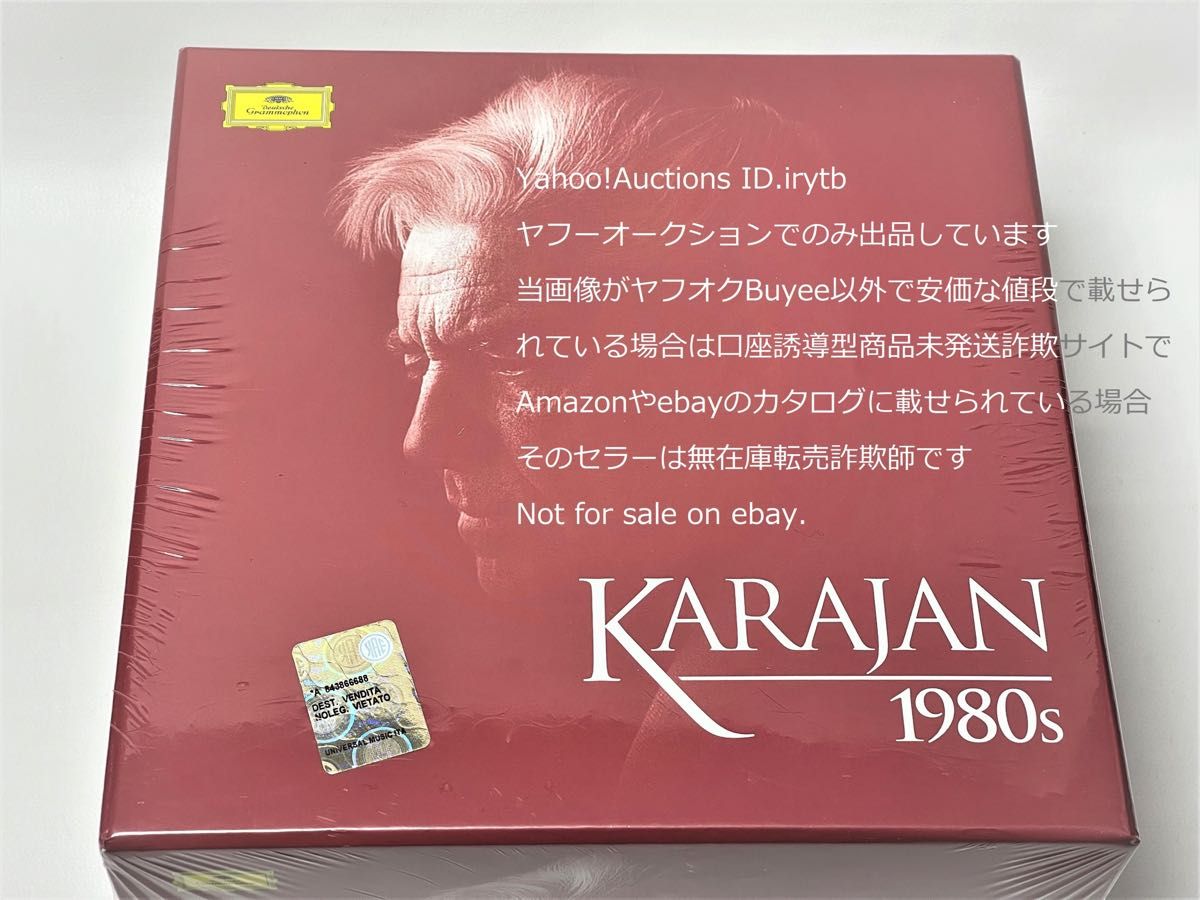 Deutsche
Grammophon
Yahoo!Auctions ID.irytb
ヤフーオークションでのみ出品しています
当画像がヤフオクBuyee以外で安価な値段で載せら
れている場合は口座誘導型商品未発送詐欺サイトで
Amazonやebayのカタログに載せられている場合
そのセラーは無在庫転売詐欺師です
Not for sale on ebay.
KARAJAN
1980s
*A 843866688
DEST. VENDITA
NOLEG. VIETATO
UNIVERSAL MUSIC ITA